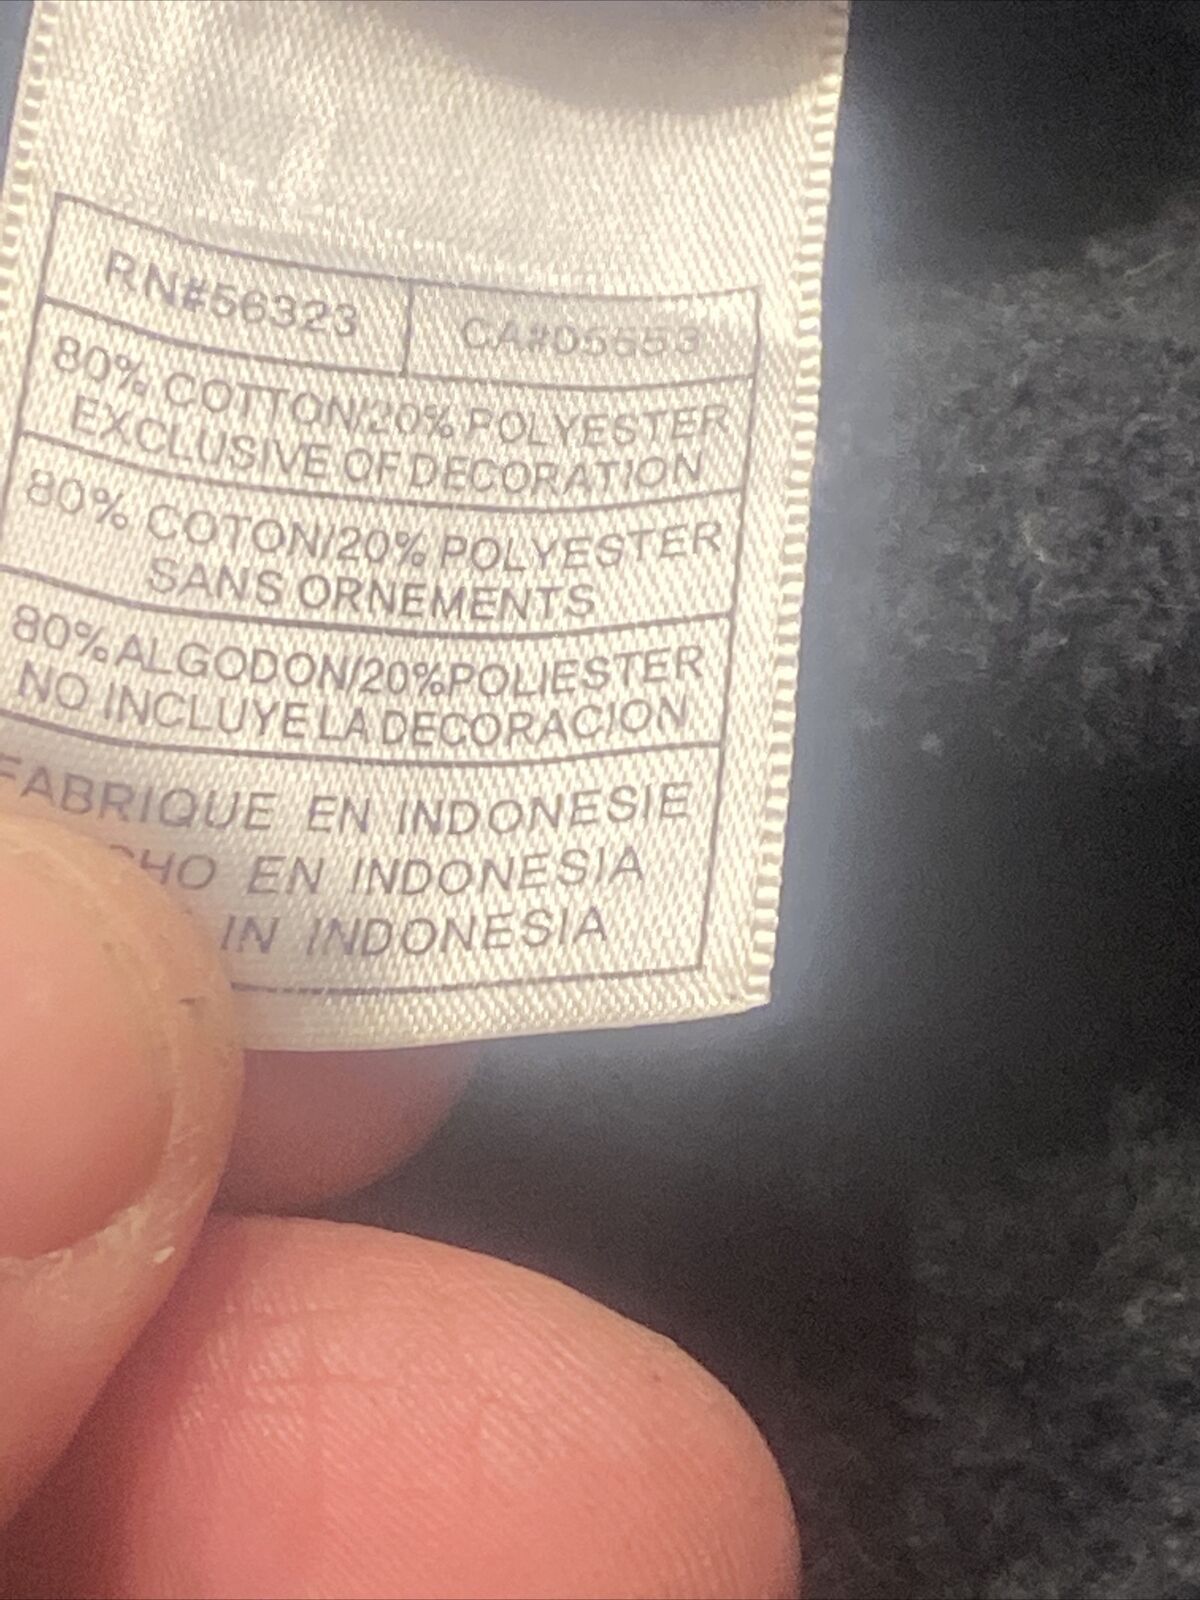 RN#56323 CA#05553
80% COTTON/20% POLYESTER
EXCLUSIVE OF DECORATION
80% COTON/20% POLYESTER
SANS ORNEMENTS
80% ALGODON/20% POLIESTER
NO INCLUYE LA DECORACION
FABRIQUE EN INDONESIE
CHO EN INDONESIA
IN INDONESIA